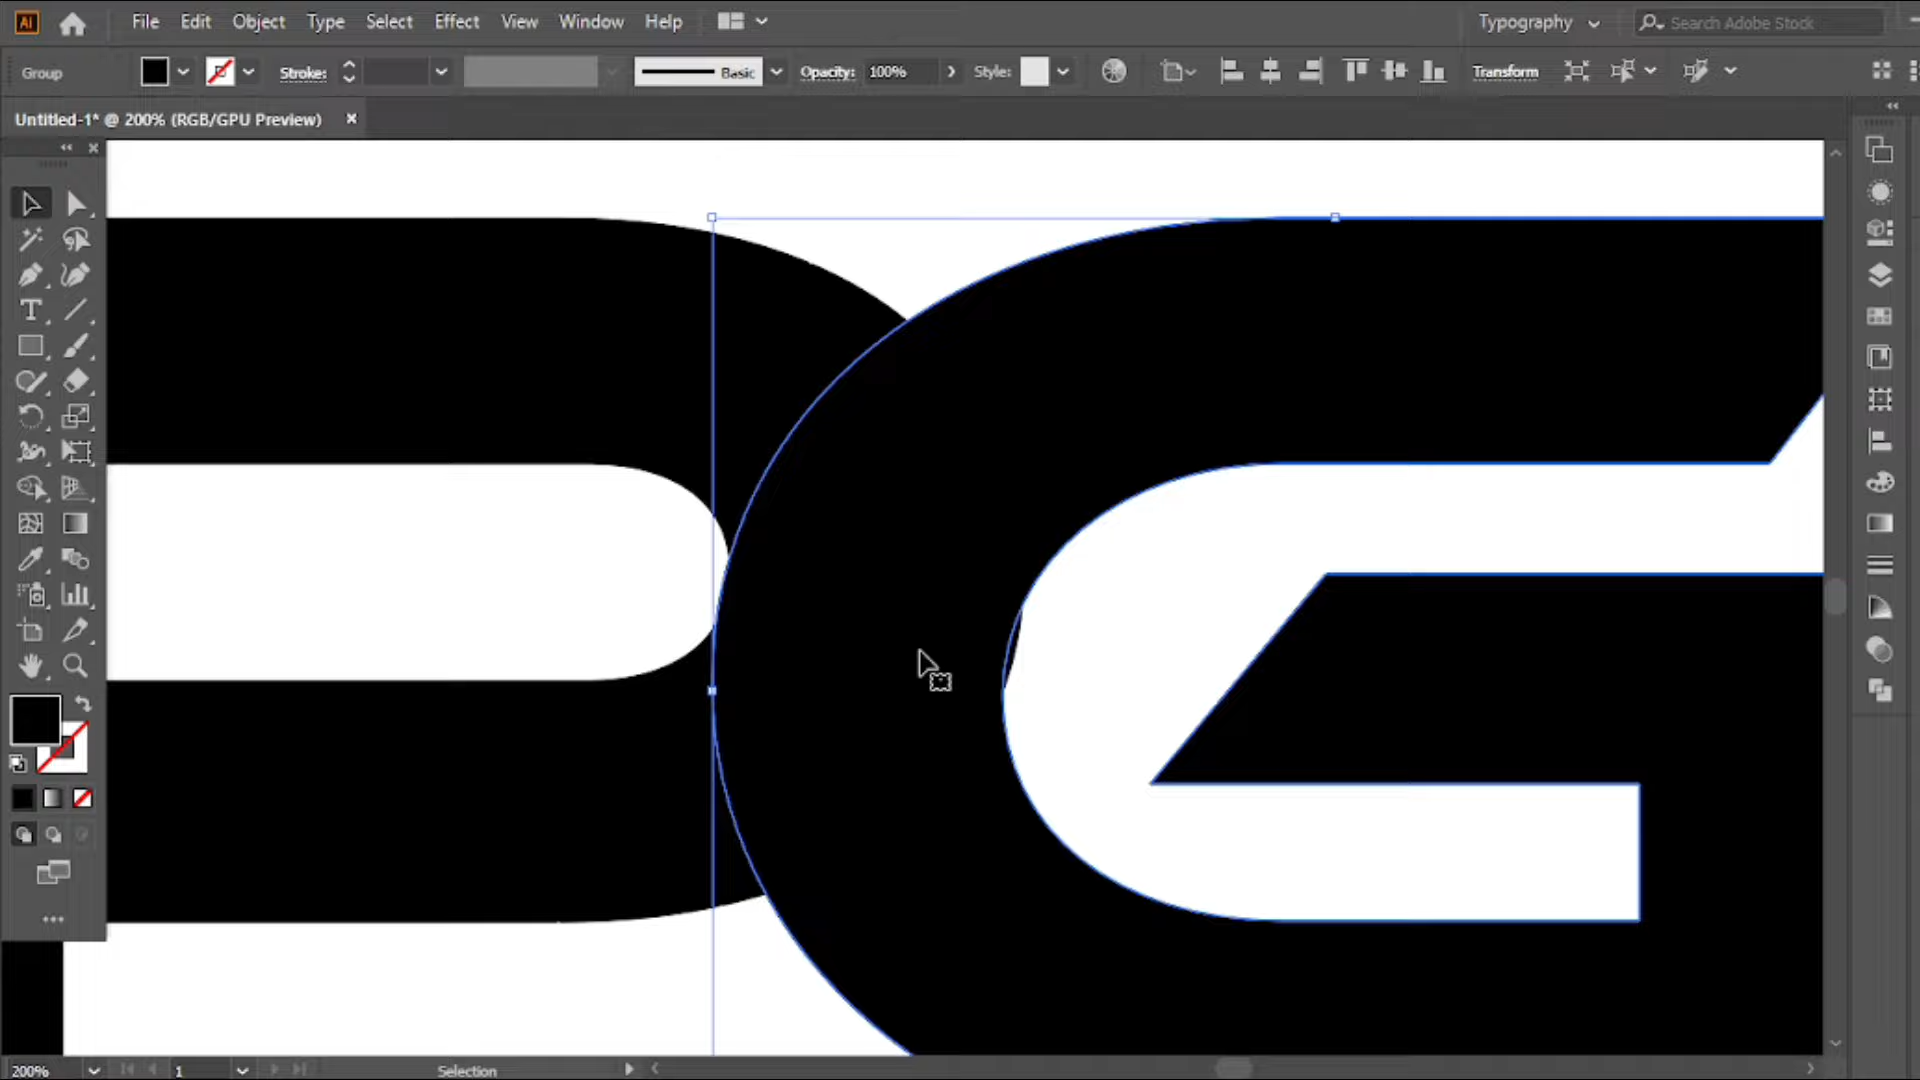 Ai File Edit Object Type Select Effect View Window Help Typography Search Adobe Stock
Group Stroke: Basic Opacity: 100% Style: Transform
Untitled-1* @ 200% (RGB/GPU Preview)
T
G
200% 1 Selection